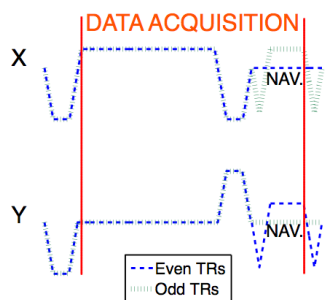 DATA ACQUISITION
X
NAV.
Y
NAV.
Even TRs
Odd TRs